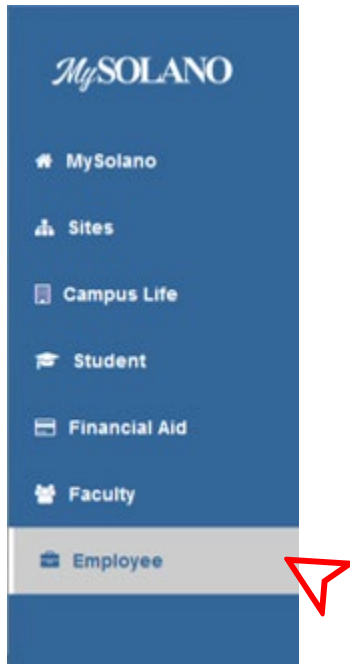 MySOLANO
MySolano
Sites
Campus Life
Student
Financial Aid
Faculty
Employee